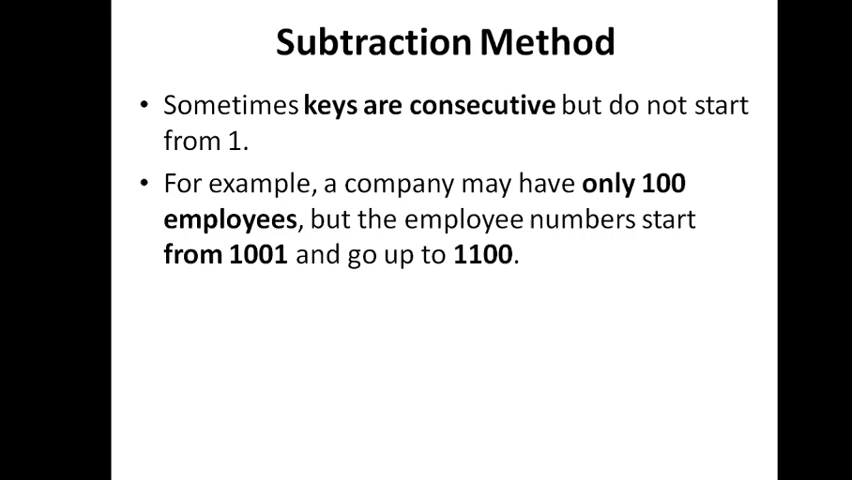 Subtraction Method
• Sometimes keys are consecutive but do not start
from 1.
• For example, a company may have only 100
employees, but the employee numbers start
from 1001 and go up to 1100.